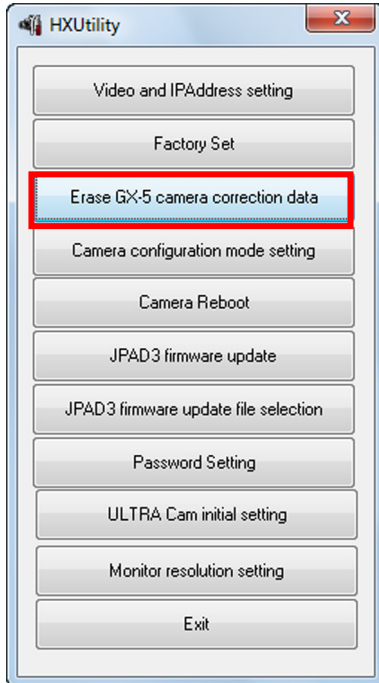 HXUtility
Video and IPAddress setting
Factory Set
Erase GX-5 camera correction data
Camera configuration mode setting
Camera Reboot
JPAD3 firmware update
JPAD3 firmware update file selection
Password Setting
ULTRA Cam initial setting
Monitor resolution setting
Exit